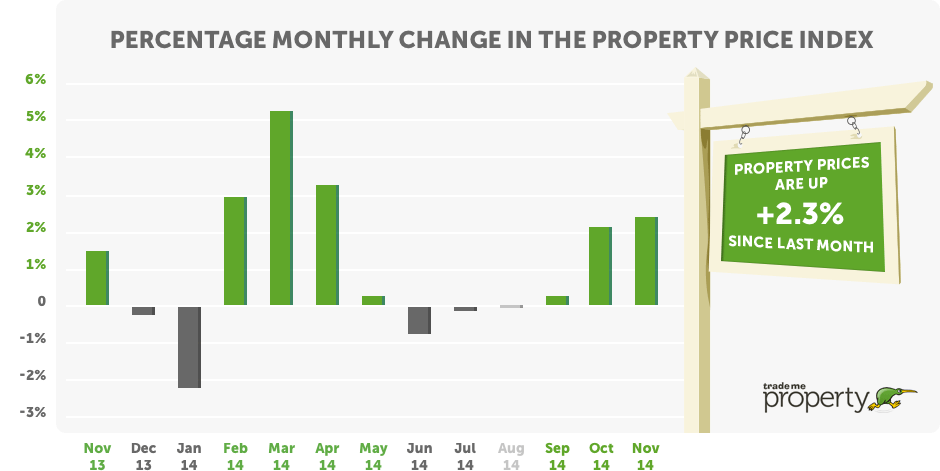 PERCENTAGE MONTHLY CHANGE IN THE PROPERTY PRICE INDEX
6%
5%
4%
3%
2%
1%
0
-1%
-2%
-3%
PROPERTY PRICES
ARE UP
+2.3%
SINCE LAST MONTH
trade me
property
Nov Dec Jan Feb Mar Apr May Jun Jul Aug Sep Oct Nov
13 13 14 14 14 14 14 14 14 14 14 14 14